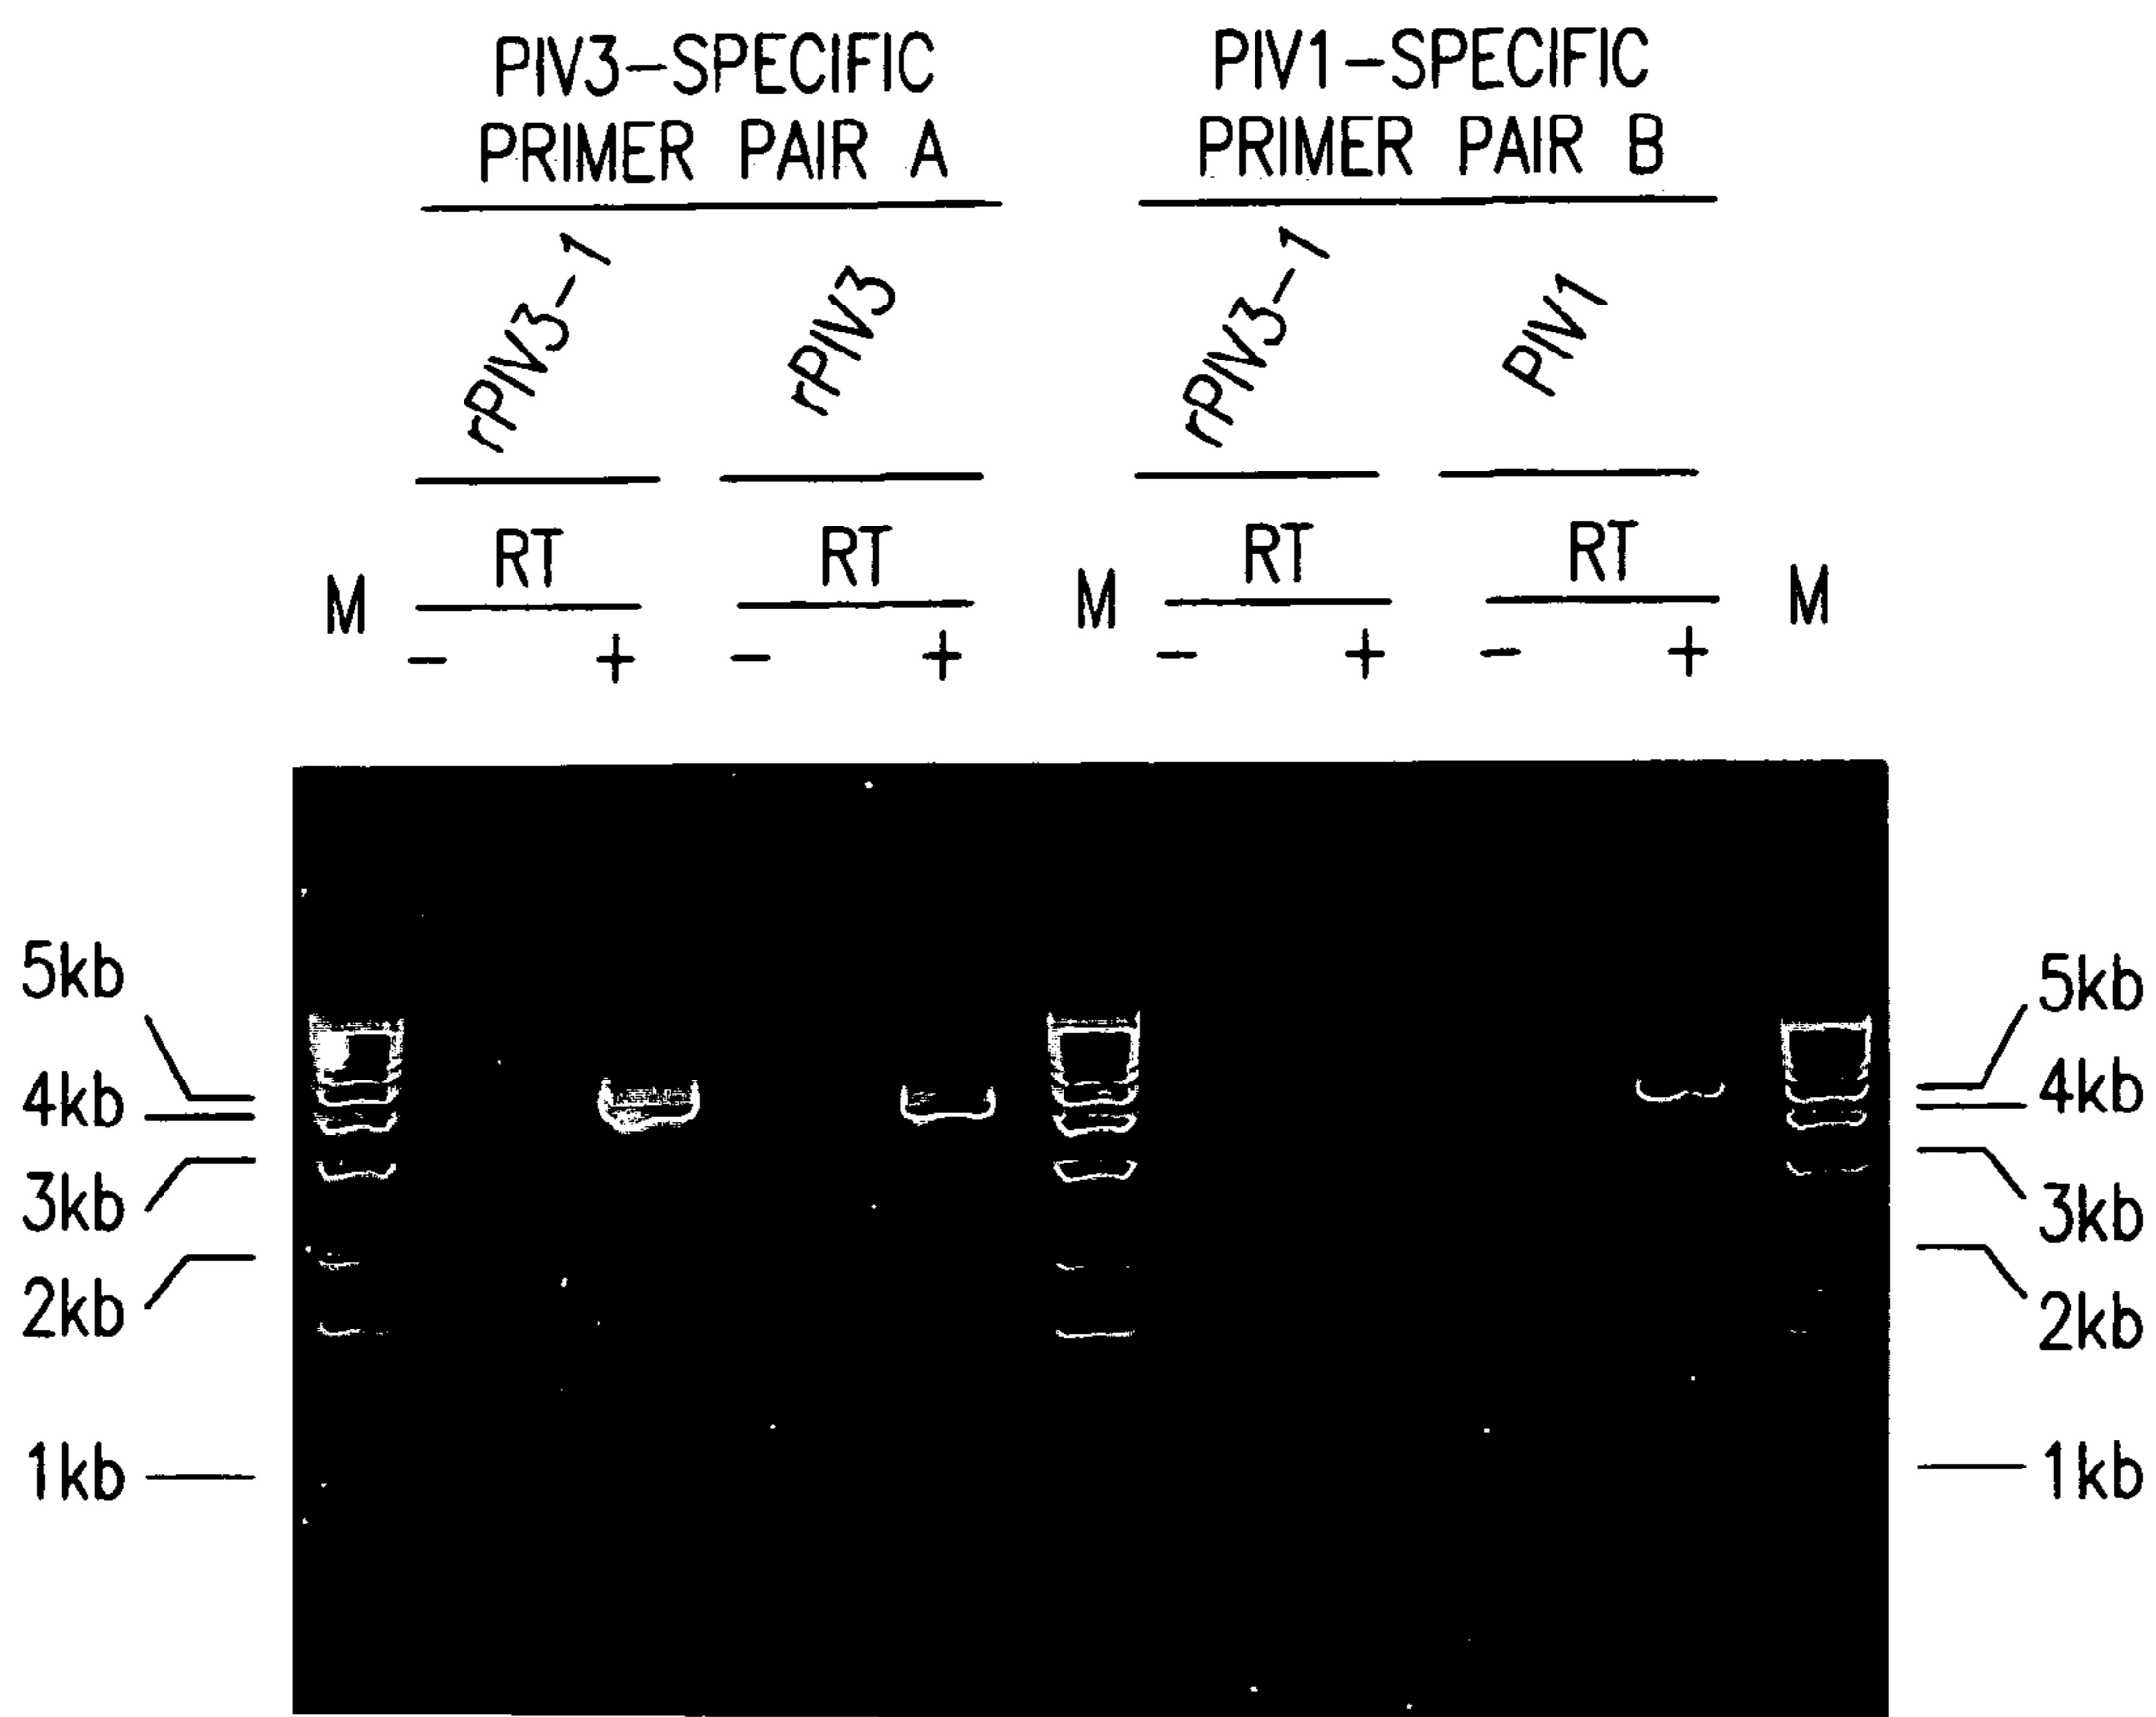 PIV3-SPECIFIC
PRIMER PAIR A
PIV1-SPECIFIC
PRIMER PAIR B
rPIV3-1
rPIV3
rPIV3-1
PIV1
RT
RT
RT
RT
M
M
M
- + - + - + - +
5kb
4kb
3kb
2kb
1kb
5kb
4kb
3kb
2kb
1kb